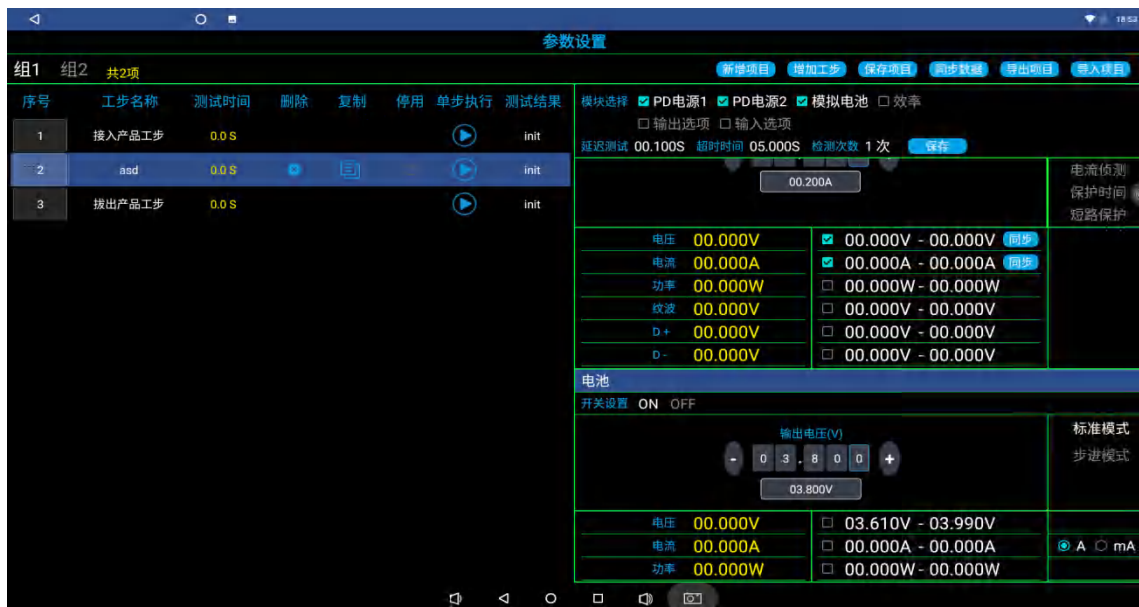 18:53
参数设置
组1 组2 共2项 新增项目 增加工步 保存项目 同步数据 导出项目 导入项目
序号 工步名称 测试时间 删除 复制 停用 单步执行 测试结果
1 接入产品工步 0.0 S init
2 asd 0.0 S init
3 拔出产品工步 0.0 S init
模块选择 PD电源1 PD电源2 模拟电池 效率
输出选项 输入选项
延迟测试 00.100S 超时时间 05.000S 检测次数 1 次 保存
00.200A
电流侦测
保护时间
短路保护
电压 00.000V 00.000V - 00.000V 同步
电流 00.000A 00.000A - 00.000A 同步
功率 00.000W 00.000W - 00.000W
纹波 00.000V 00.000V - 00.000V
D + 00.000V 00.000V - 00.000V
D - 00.000V 00.000V - 00.000V
电池
开关设置 ON OFF
输出电压(V)
- 0 3 . 8 0 0 +
03.800V
标准模式
步进模式
电压 00.000V 03.610V - 03.990V
电流 00.000A 00.000A - 00.000A A mA
功率 00.000W 00.000W - 00.000W